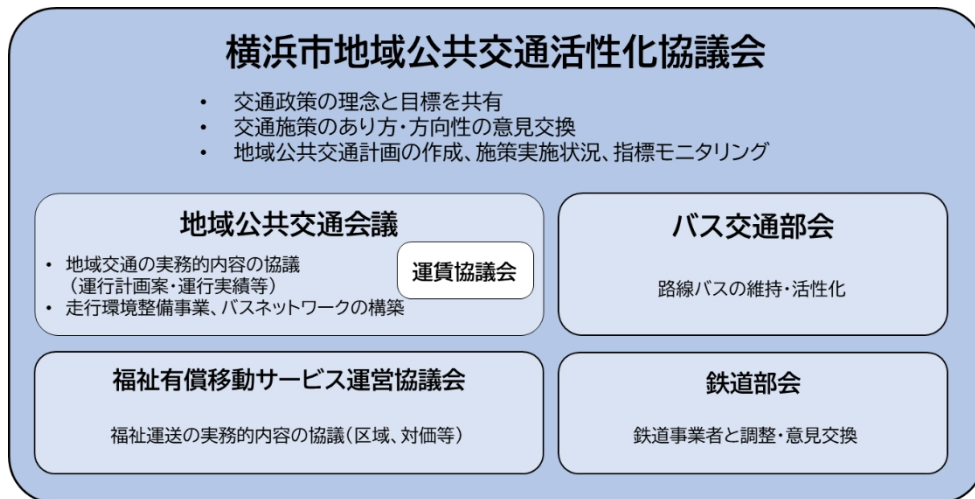 横浜市地域公共交通活性化協議会
• 交通政策の理念と目標を共有
• 交通施策のあり方・方向性の意見交換
• 地域公共交通計画の作成、施策実施状況、指標モニタリング
地域公共交通会議
• 地域交通の実務的内容の協議
（運行計画案・運行実績等）
• 走行環境整備事業、バスネットワークの構築
運賃協議会
バス交通部会
路線バスの維持・活性化
福祉有償移動サービス運営協議会
福祉運送の実務的内容の協議（区域、対価等）
鉄道部会
鉄道事業者と調整・意見交換